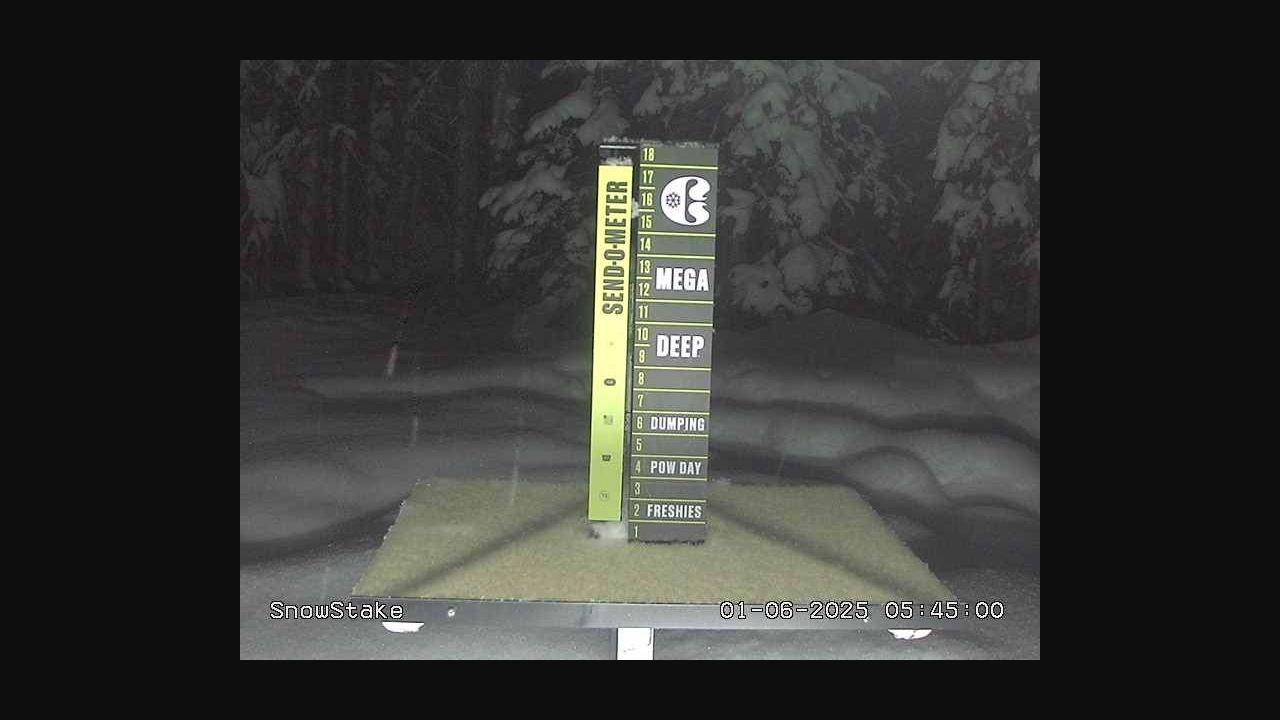 SEND-O-METER
18
17
16
15
14
13
12
MEGA
11
10
9
DEEP
8
7
6 DUMPING
5
4 POW DAY
3
2 FRESHIES
1
SnowStake
01-06-2025 05:45:00